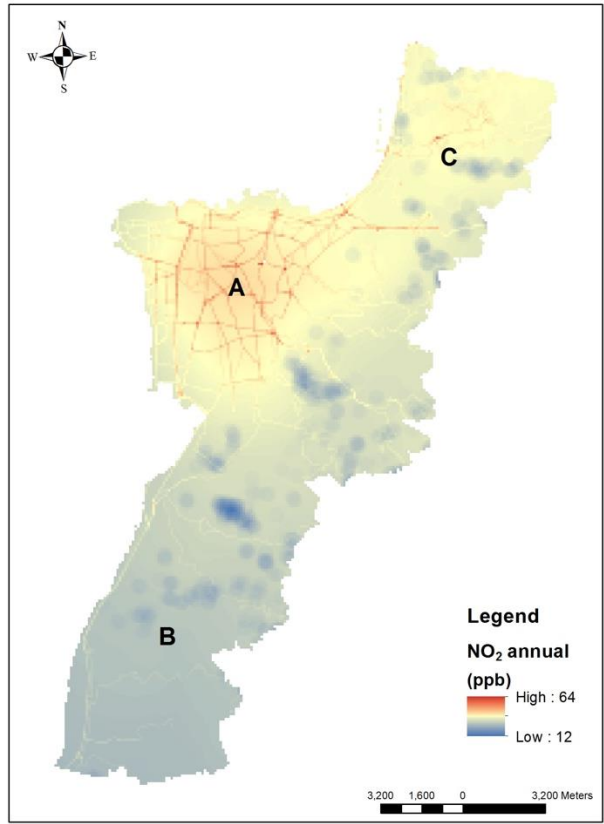 N
W E
S
C
A
B
Legend
NO₂ annual
(ppb)
High : 64
Low : 12
3,200 1,600 0 3,200 Meters